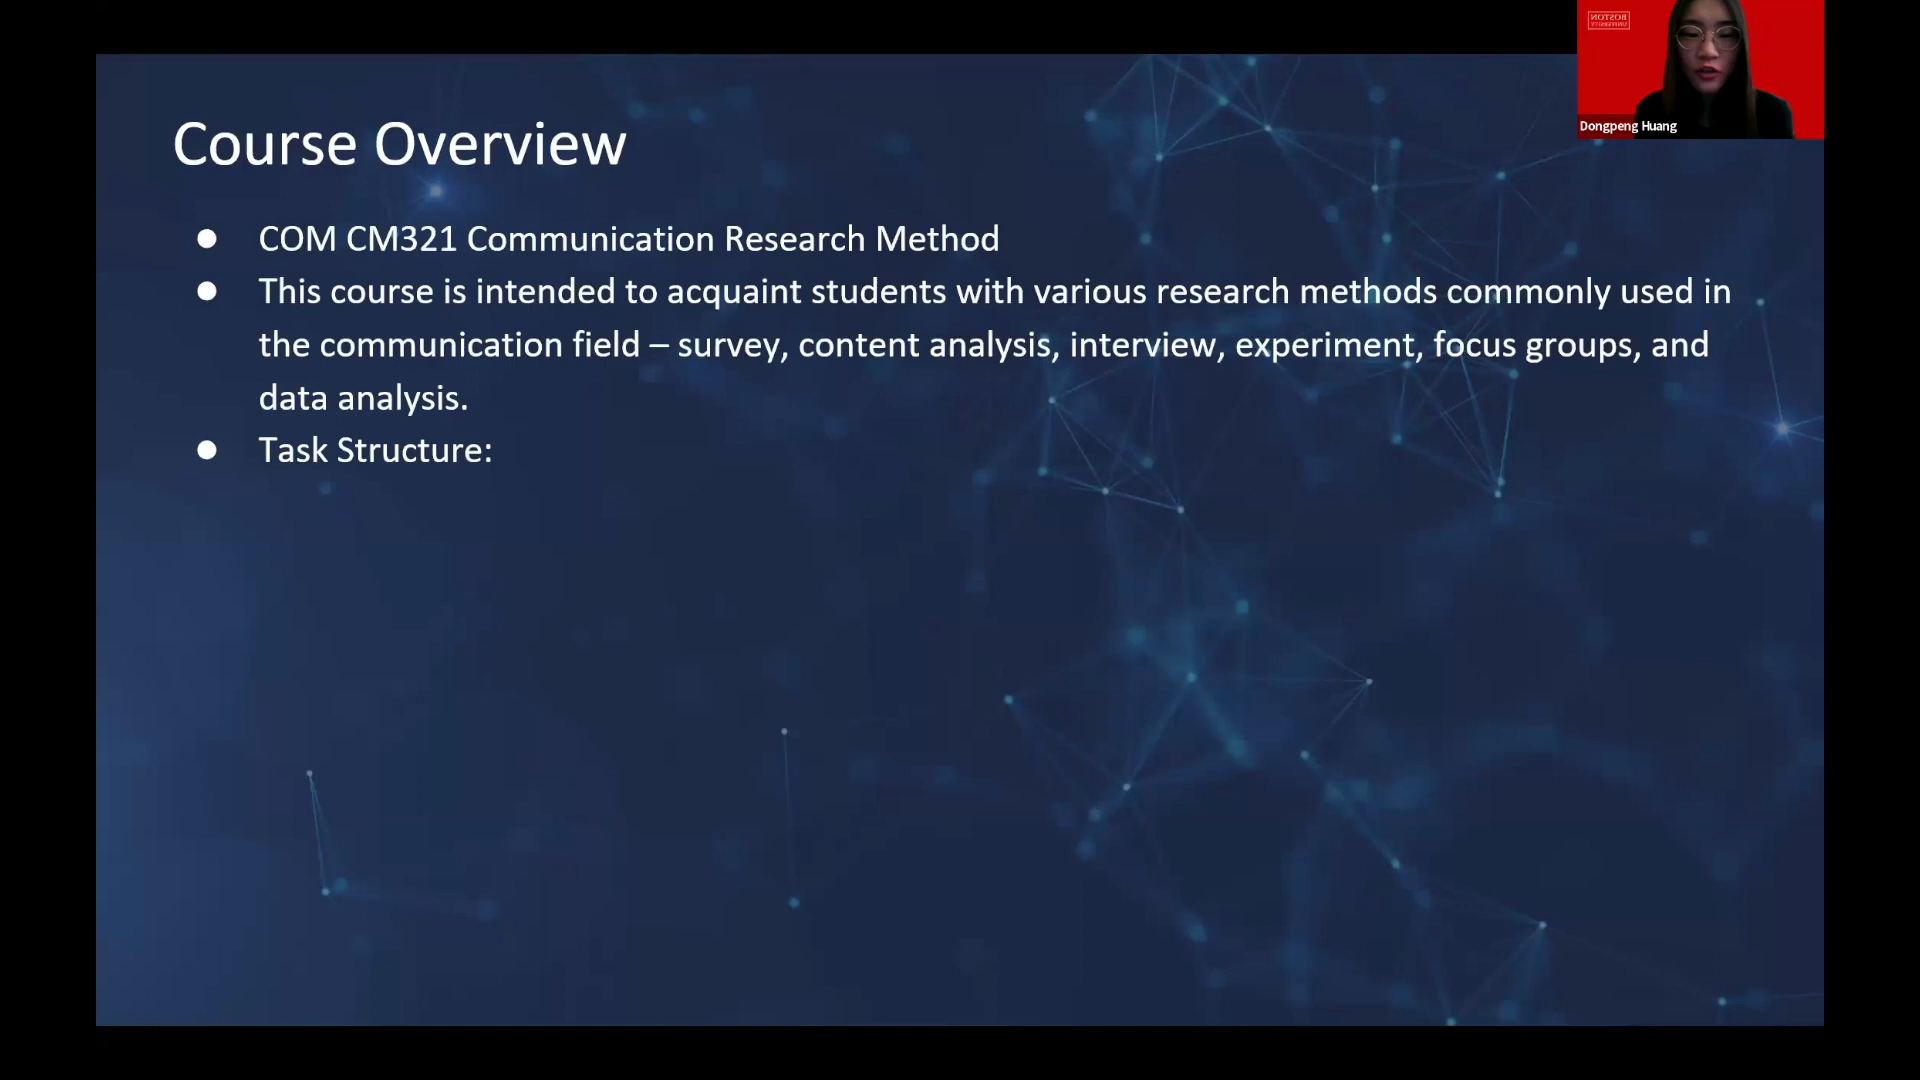 BOSTON
UNIVERSITY
Dongpeng Huang
Course Overview
● COM CM321 Communication Research Method
● This course is intended to acquaint students with various research methods commonly used in
the communication field – survey, content analysis, interview, experiment, focus groups, and
data analysis.
● Task Structure: